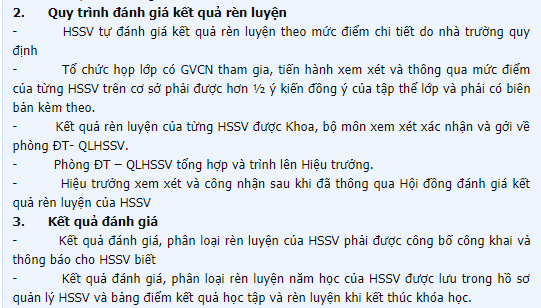 2. Quy trình đánh giá kết quả rèn luyện
- HSSV tự đánh giá kết quả rèn luyện theo mức điểm chi tiết do nhà trường quy
định
- Tổ chức họp lớp có GVCN tham gia, tiến hành xem xét và thông qua mức điểm
của từng HSSV trên cơ sở phải được hơn ½ ý kiến đồng ý của tập thể lớp và phải có biên
bản kèm theo.
- Kết quả rèn luyện của từng HSSV được Khoa, bộ môn xem xét xác nhận và gởi về
phòng ĐT- QLHSSV.
- Phòng ĐT – QLHSSV tổng hợp và trình lên Hiệu trưởng.
- Hiệu trưởng xem xét và công nhận sau khi đã thông qua Hội đồng đánh giá kết
quả rèn luyện của HSSV
3. Kết quả đánh giá
- Kết quả đánh giá, phân loại rèn luyện của HSSV phải được công bố công khai và
thông báo cho HSSV biết
- Kết quả đánh giá, phân loại rèn luyện năm học của HSSV được lưu trong hồ sơ
quản lý HSSV và bảng điểm kết quả học tập và rèn luyện khi kết thúc khóa học.